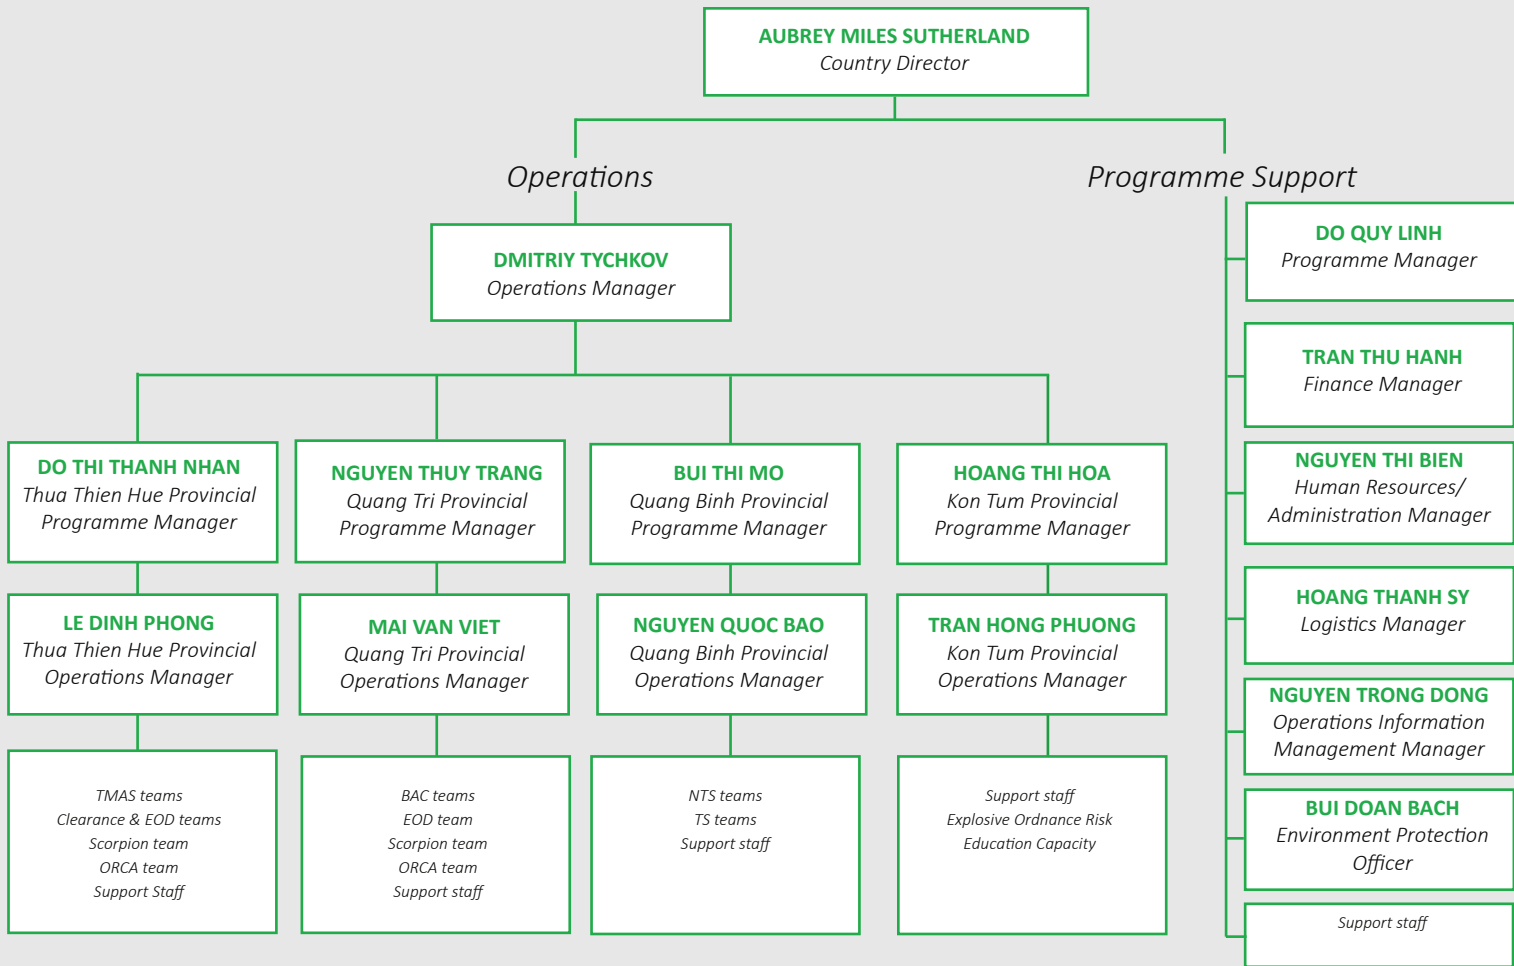 AUBREY MILES SUTHERLAND
Country Director
Operations
Programme Support
DMITRIY TYCHKOV
Operations Manager
DO THI THANH NHAN
Thua Thien Hue Provincial
Programme Manager
NGUYEN THUY TRANG
Quang Tri Provincial
Programme Manager
BUI THI MO
Quang Binh Provincial
Programme Manager
HOANG THI HOA
Kon Tum Provincial
Programme Manager
LE DINH PHONG
Thua Thien Hue Provincial
Operations Manager
MAI VAN VIET
Quang Tri Provincial
Operations Manager
NGUYEN QUOC BAO
Quang Binh Provincial
Operations Manager
TRAN HONG PHUONG
Kon Tum Provincial
Operations Manager
TMAS teams
Clearance & EOD teams
Scorpion team
ORCA team
Support Staff
BAC teams
EOD team
Scorpion team
ORCA team
Support staff
NTS teams
TS teams
Support staff
Support staff
Explosive Ordnance Risk
Education Capacity
DO QUY LINH
Programme Manager
TRAN THU HANH
Finance Manager
NGUYEN THI BIEN
Human Resources/
Administration Manager
HOANG THANH SY
Logistics Manager
NGUYEN TRONG DONG
Operations Information
Management Manager
BUI DOAN BACH
Environment Protection
Officer
Support staff